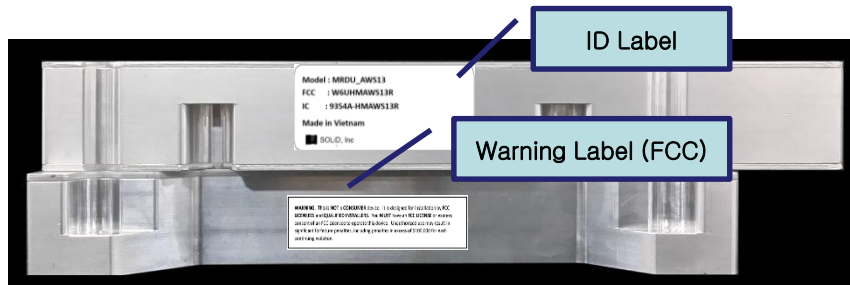 ID Label
Model : MRDU_AWS13
FCC : W6UHMAWS13R
IC : 9354A-HMAWS13R
Made in Vietnam
SOLiD, Inc
Warning Label (FCC)
WARNING. This is NOT a CONSUMER device. It is designed for installation by FCC
LICENSEES and QUALIFIED INSTALLERS. You MUST have an FCC LICENSE or express
consent of an FCC Licensee to operate this device. Unauthorized use may result in
significant forfeiture penalties, including penalties in excess of $100,000 for each
continuing violation.